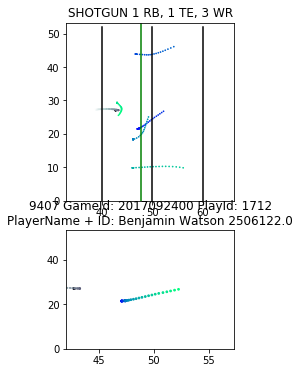 SHOTGUN 1 RB, 1 TE, 3 WR
50
40
30
20
10
0
40 50 60
9407 GameId: 2017092400 PlayId: 1712
PlayerName + ID: Benjamin Watson 2506122.0
40
20
0
45 50 55